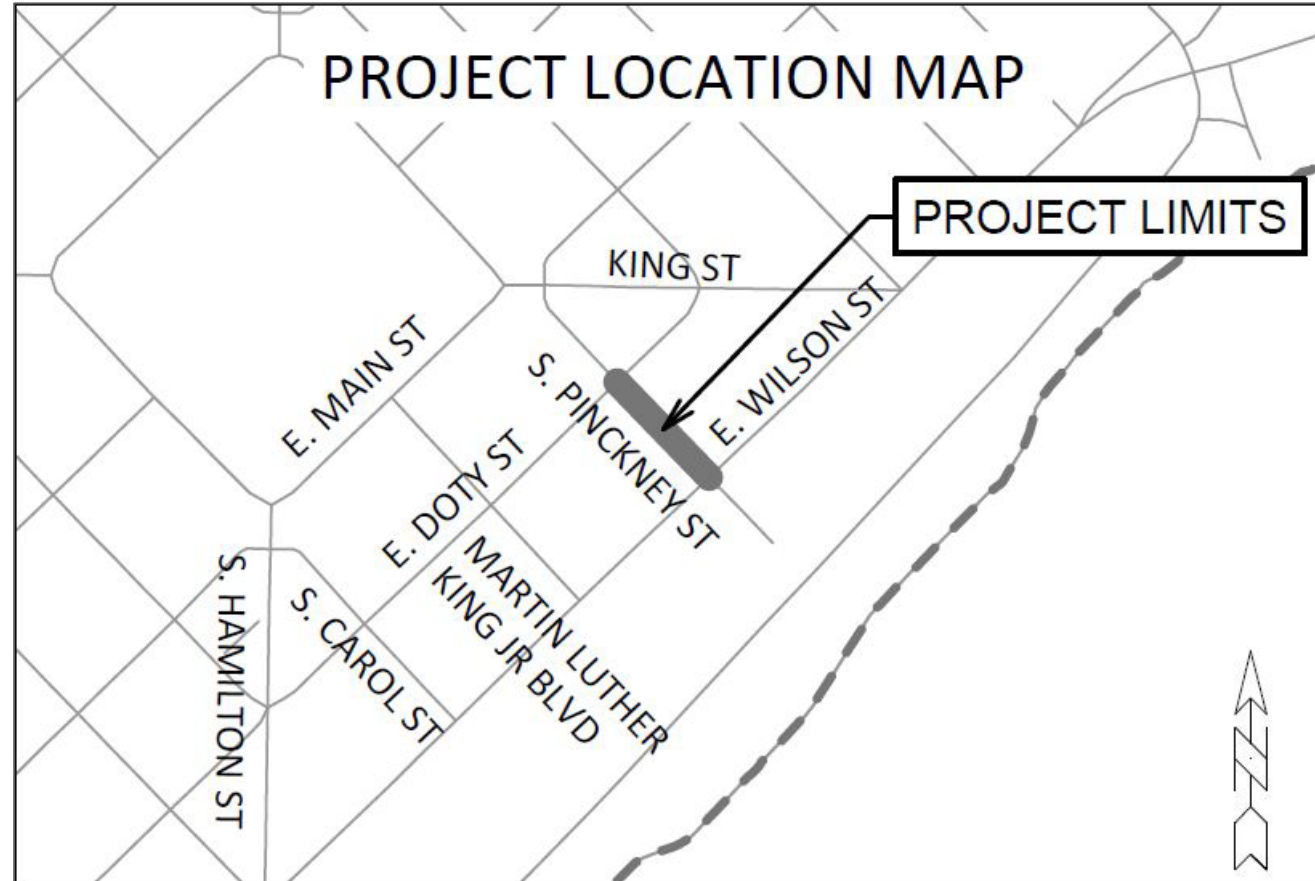 PROJECT LOCATION MAP
PROJECT LIMITS
KING ST
E. MAIN ST
S. PINCKNEY ST
E. WILSON ST
E. DOTY ST
MARTIN LUTHER
KING JR BLVD
S. CAROL ST
S. HAMILTON ST
N